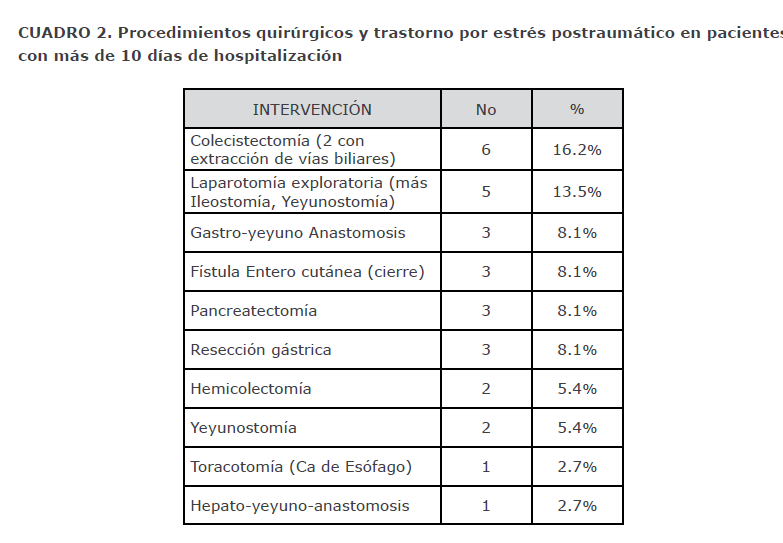 CUADRO 2. Procedimientos quirúrgicos y trastorno por estrés postraumático en pacientes
con más de 10 días de hospitalización
INTERVENCIÓN No %
Colecistectomía (2 con
extracción de vías biliares) 6 16.2%
Laparotomía exploratoria (más
Ileostomía, Yeyunostomía) 5 13.5%
Gastro-yeyuno Anastomosis 3 8.1%
Fístula Entero cutánea (cierre) 3 8.1%
Pancreatectomía 3 8.1%
Resección gástrica 3 8.1%
Hemicolectomía 2 5.4%
Yeyunostomía 2 5.4%
Toracotomía (Ca de Esófago) 1 2.7%
Hepato-yeyuno-anastomosis 1 2.7%